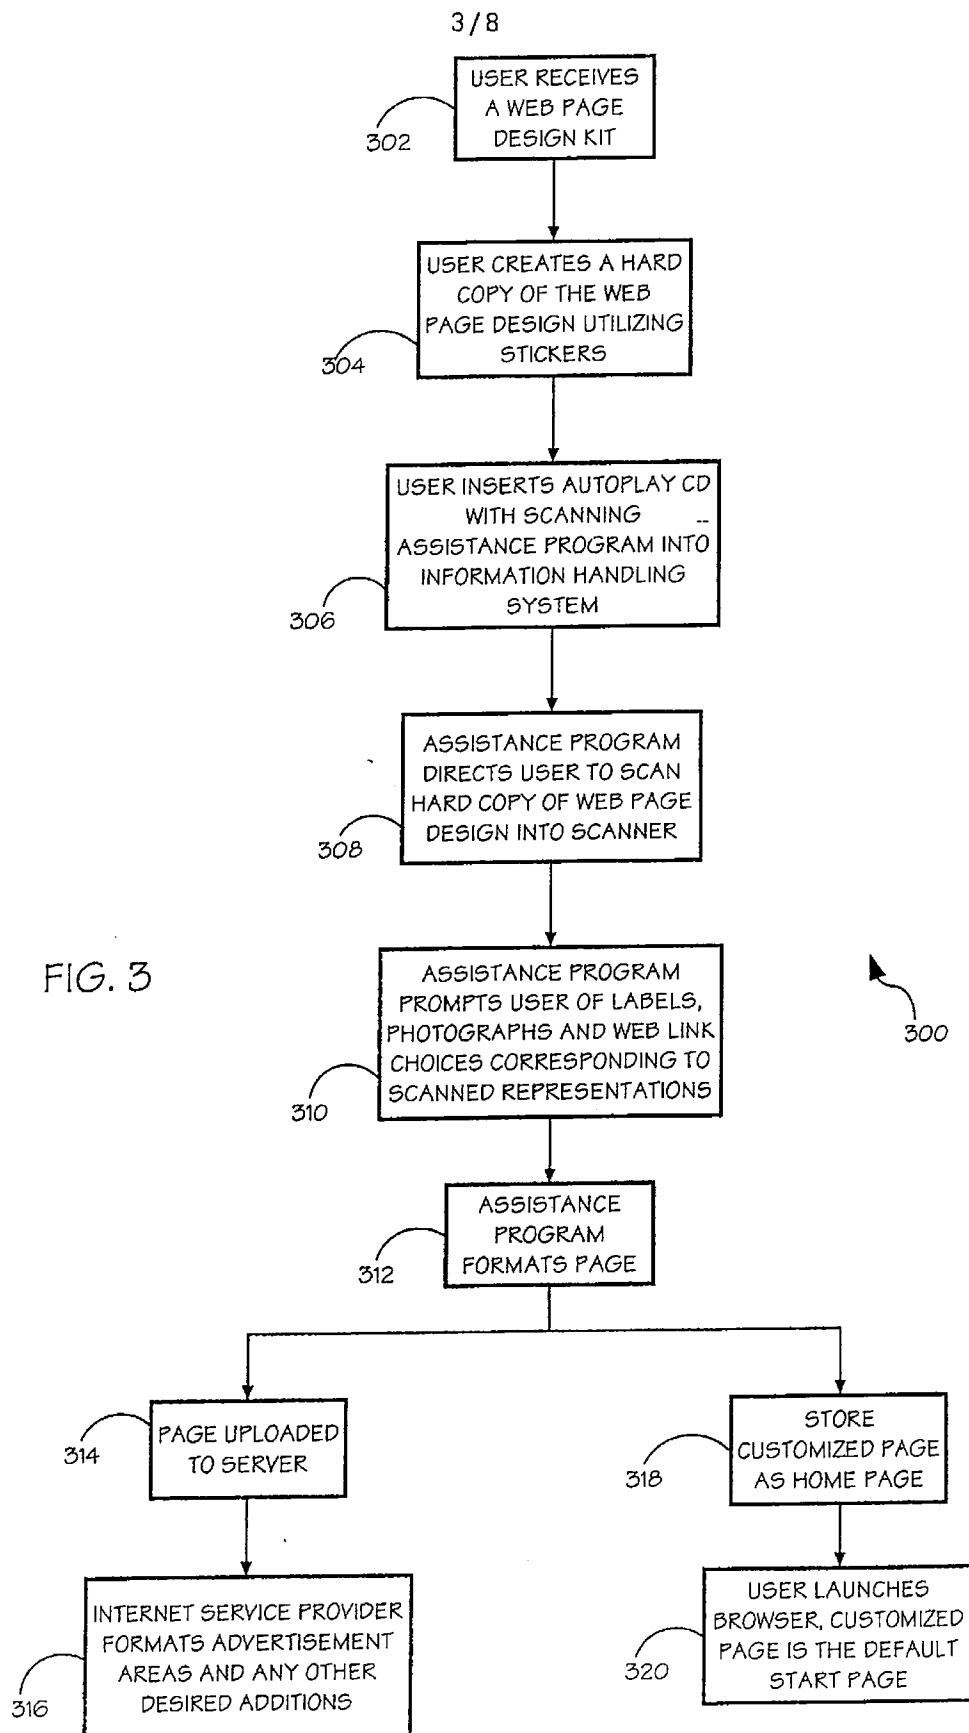 3/8
USER RECEIVES
A WEB PAGE
DESIGN KIT
302
USER CREATES A HARD
COPY OF THE WEB
PAGE DESIGN UTILIZING
STICKERS
304
USER INSERTS AUTOPLAY CD
WITH SCANNING
ASSISTANCE PROGRAM INTO
INFORMATION HANDLING
SYSTEM
306
ASSISTANCE PROGRAM
DIRECTS USER TO SCAN
HARD COPY OF WEB PAGE
DESIGN INTO SCANNER
308
FIG. 3
ASSISTANCE PROGRAM
PROMPTS USER OF LABELS,
PHOTOGRAPHS AND WEB LINK
CHOICES CORRESPONDING TO
SCANNED REPRESENTATIONS
310
300
ASSISTANCE
PROGRAM
FORMATS PAGE
312
PAGE UPLOADED
TO SERVER
314
STORE
CUSTOMIZED PAGE
AS HOME PAGE
318
INTERNET SERVICE PROVIDER
FORMATS ADVERTISEMENT
AREAS AND ANY OTHER
DESIRED ADDITIONS
316
USER LAUNCHES
BROWSER, CUSTOMIZED
PAGE IS THE DEFAULT
START PAGE
320